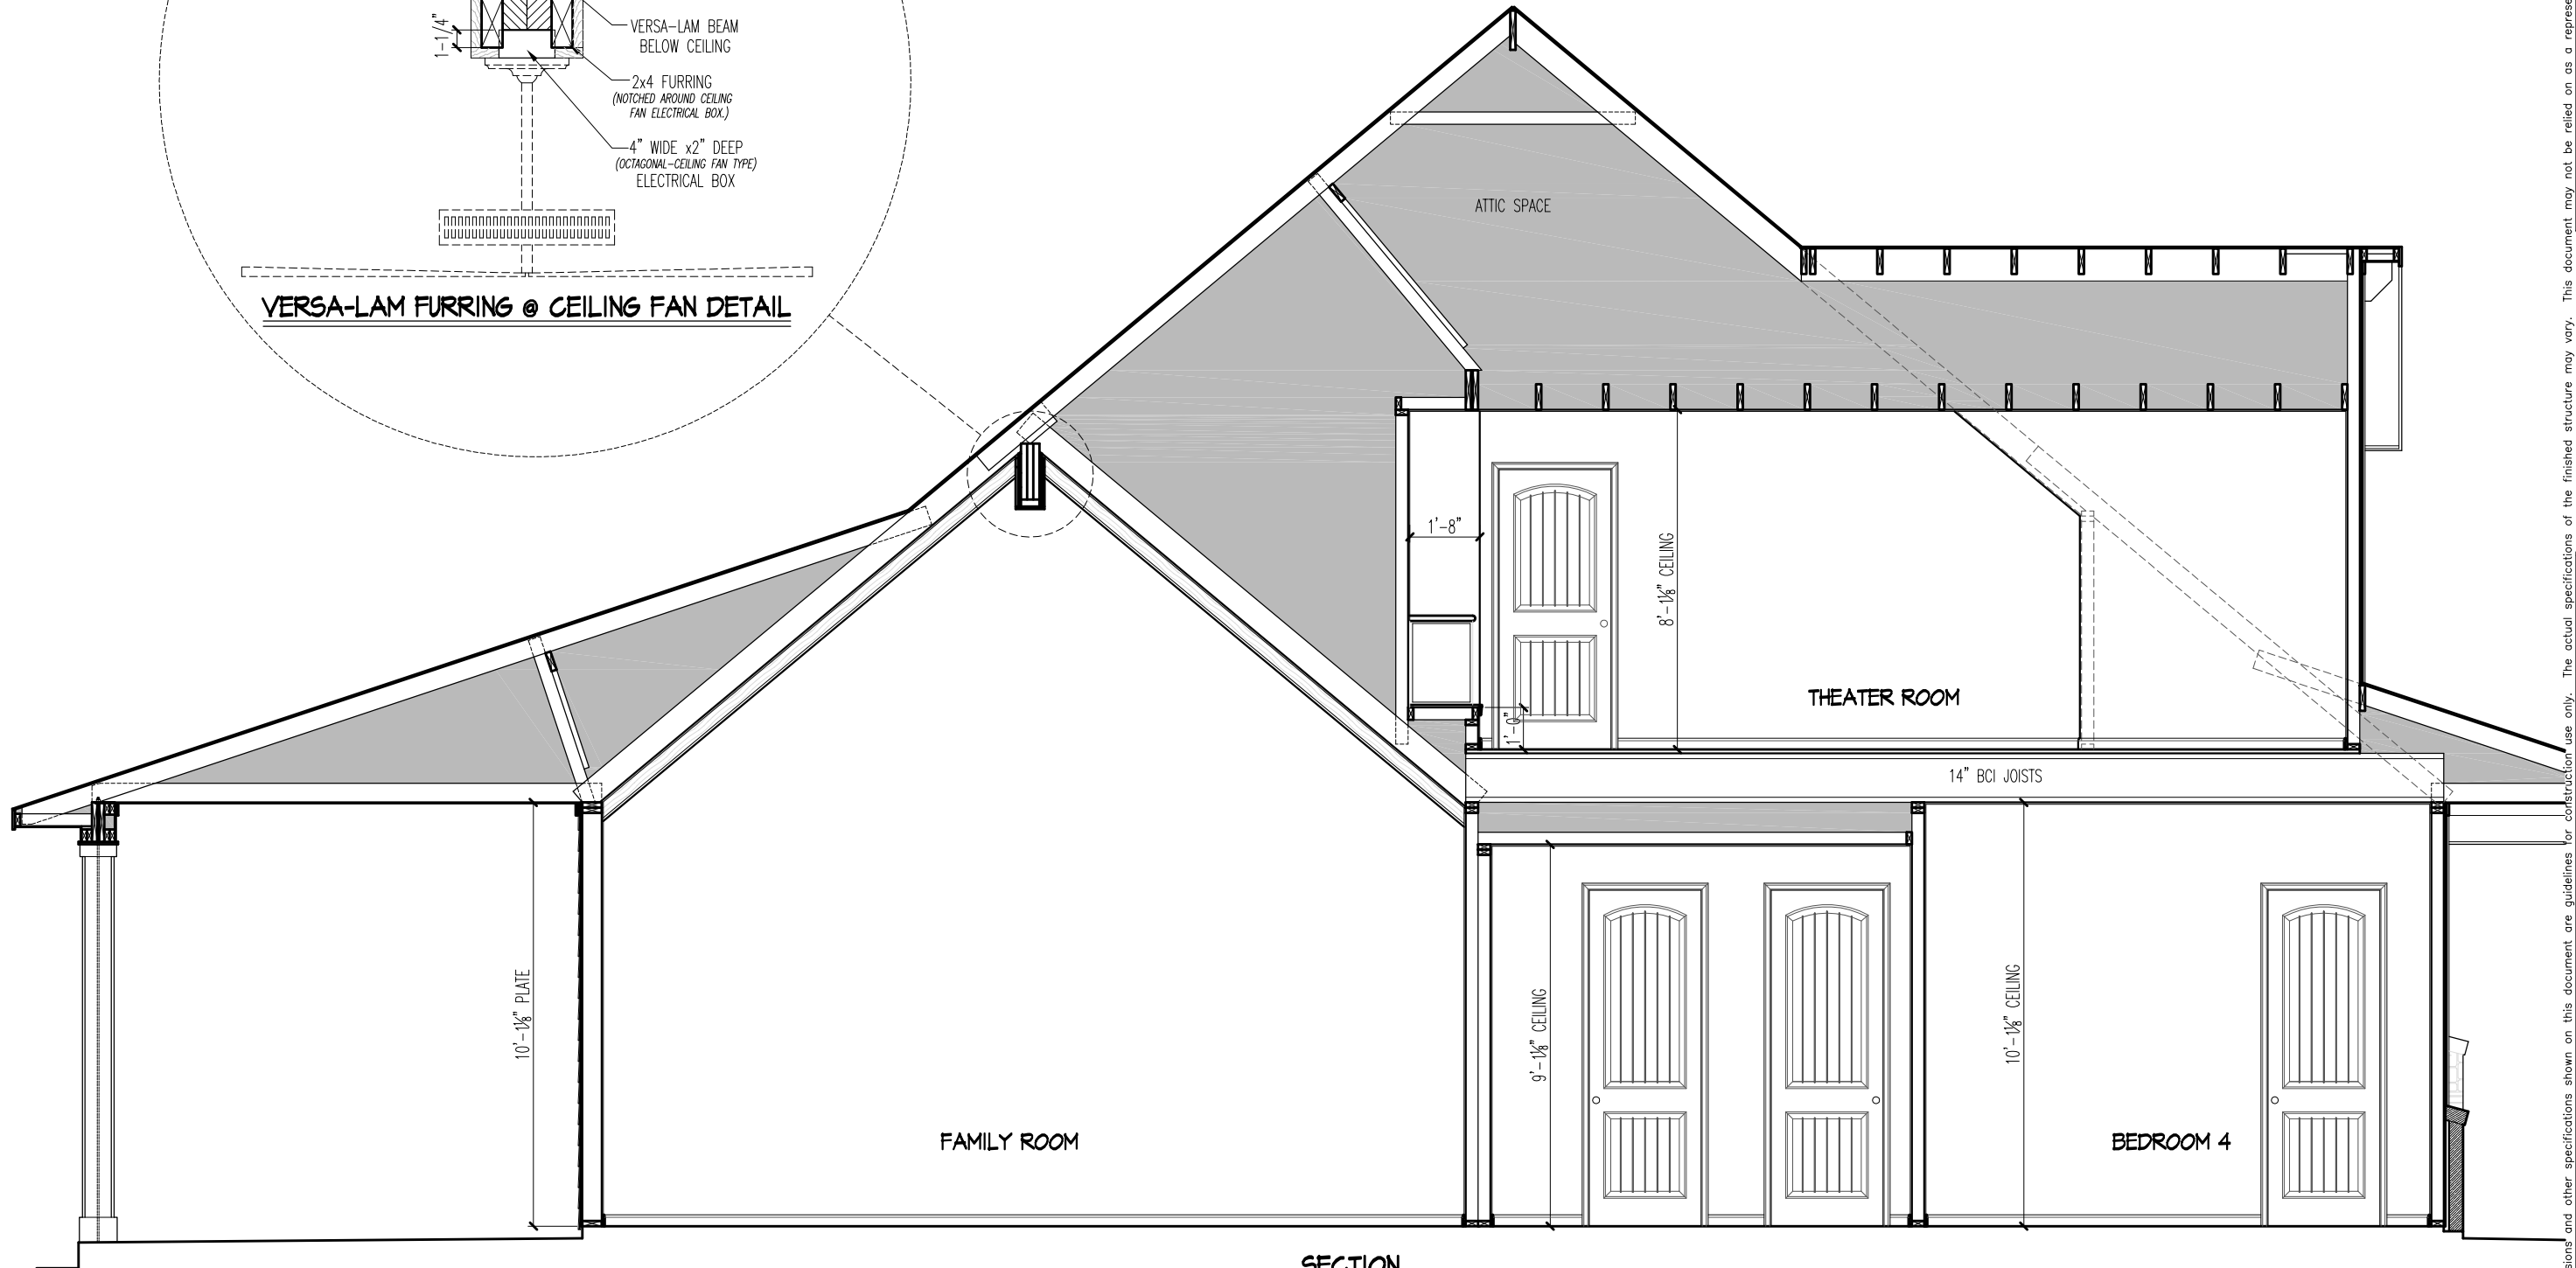 1-1/4"
VERSA-LAM BEAM
BELOW CEILING
2x4 FURRING
(NOTCHED AROUND CEILING
FAN ELECTRICAL BOX.)
4" WIDE x2" DEEP
(OCTAGONAL-CEILING FAN TYPE)
ELECTRICAL BOX
VERSA-LAM FURRING @ CEILING FAN DETAIL
ATTIC SPACE
1'-8"
8'-1⅛" CEILING
THEATER ROOM
1'-0"
14" BCI JOISTS
10'-1⅛" PLATE
9'-1⅛" CEILING
10'-1⅛" CEILING
FAMILY ROOM
BEDROOM 4
SECTION
and other specifications shown on this document are guidelines for construction use only. The actual specifications of the finished structure may vary. This document may not be relied on as a